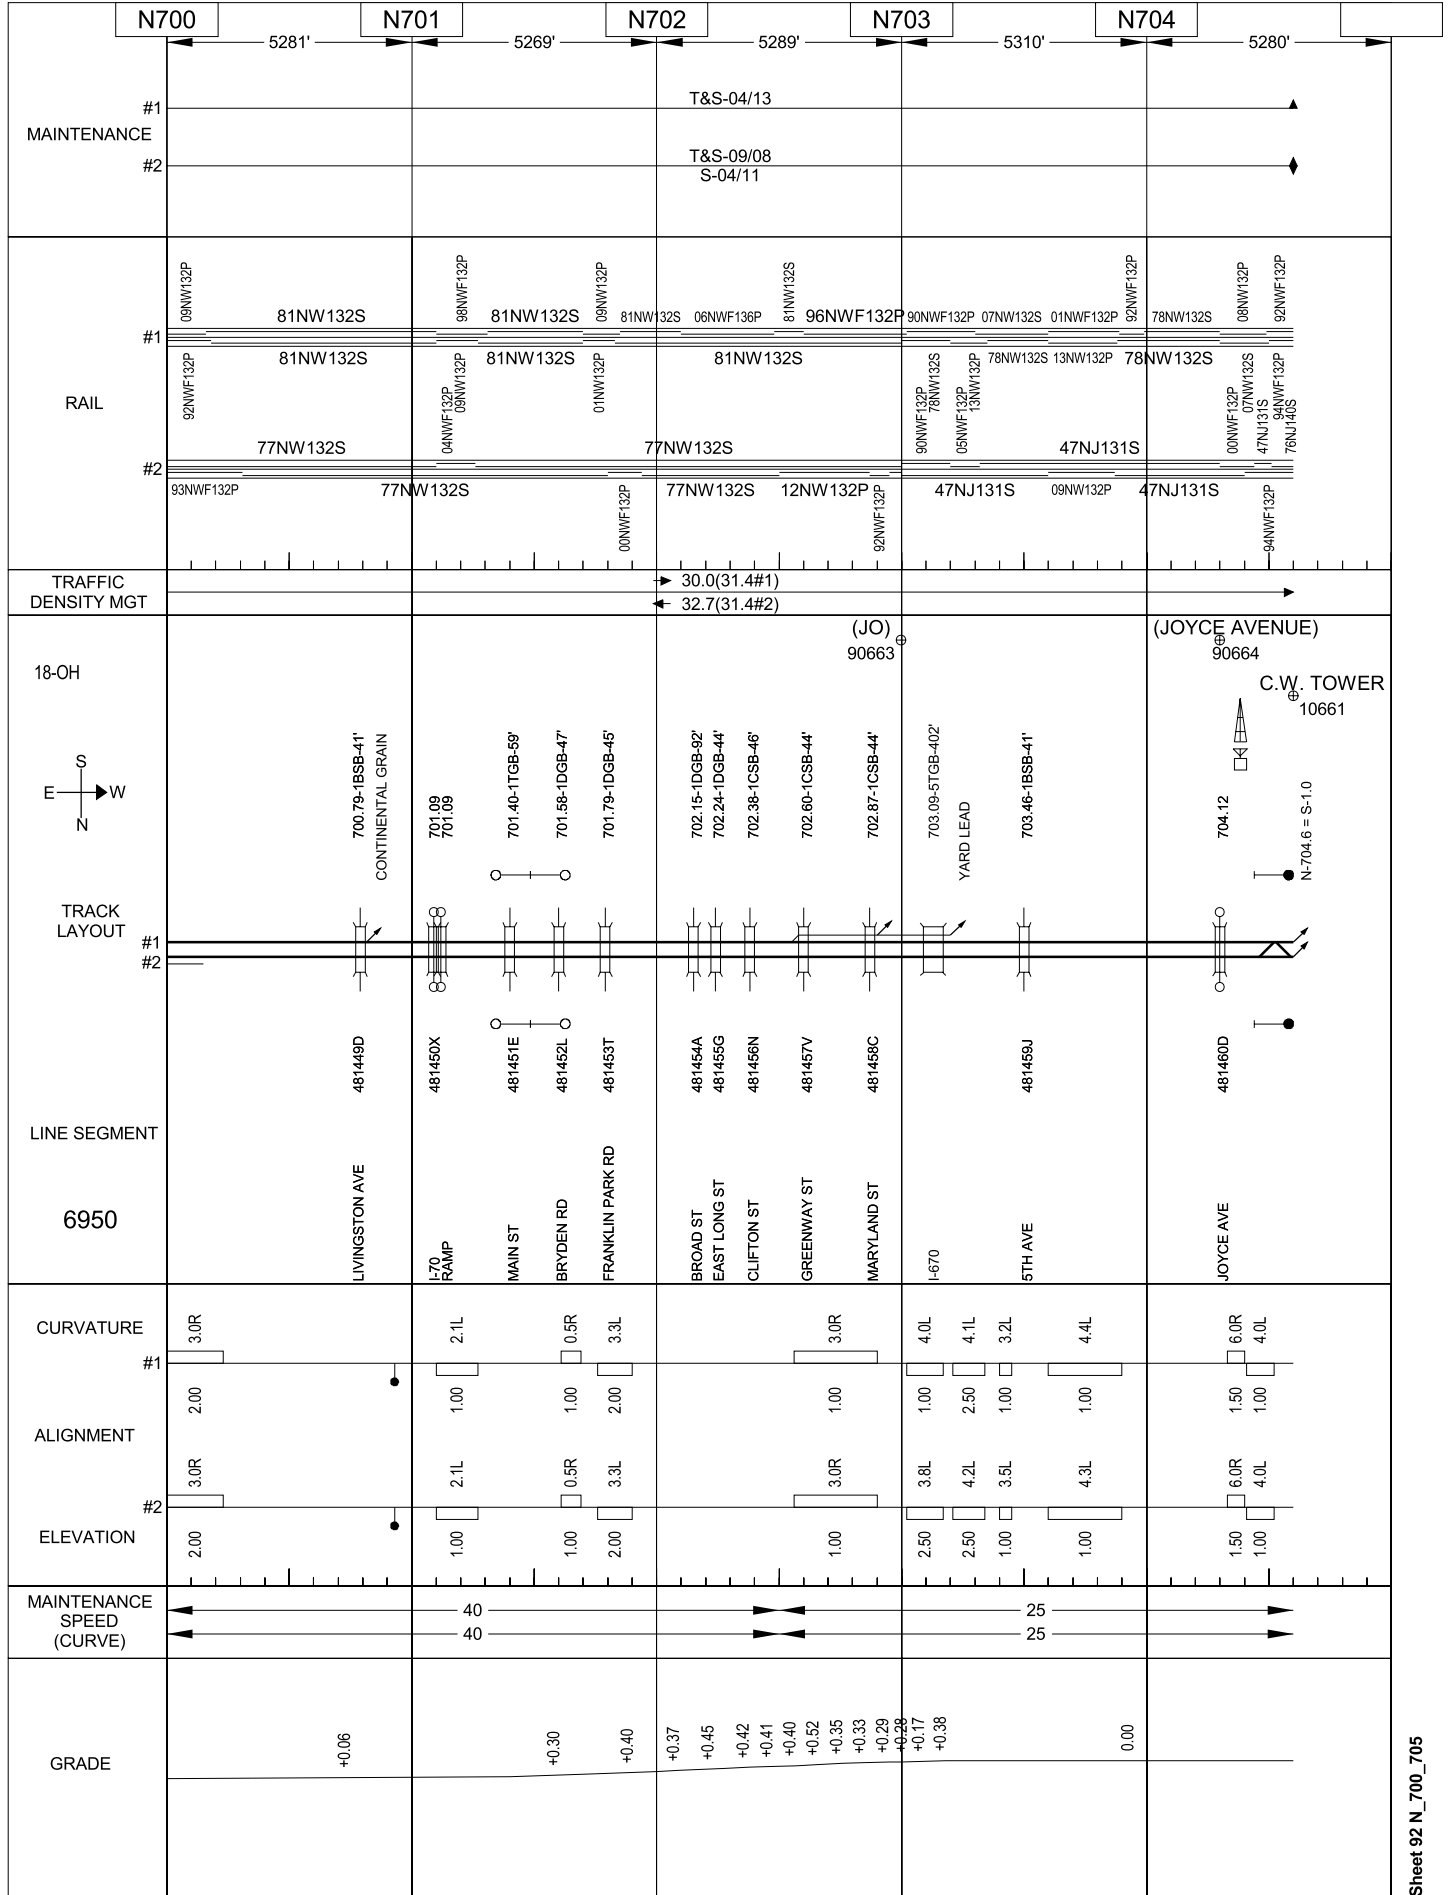 N700 N701 N702 N703 N704
5281' 5269' 5289' 5310' 5280'
#1 T&S-04/13
MAINTENANCE
#2 T&S-09/08
S-04/11
09NW132P 98NWF132P 09NW132P 81NW132S 92NWF132P 08NW132P 92NWF132P
81NW132S 81NW132S 81NW132S 06NWF136P 96NWF132P 90NWF132P 07NW132S 01NWF132P 78NW132S
#1
81NW132S 81NW132S 81NW132S 78NW132S 13NW132P 78NW132S
92NWF132P 04NWF132P 09NW132P 01NW132P 90NWF132P 78NW132S 05NWF132P 13NW132P 00NWF132P 07NW132S 47NJ131S 94NWF132P 76NJ140S
RAIL
77NW132S 77NW132S 47NJ131S
#2
93NWF132P 77NW132S 77NW132S 12NW132P 47NJ131S 09NW132P 47NJ131S
00NWF132P 92NWF132P 94NWF132P
TRAFFIC
DENSITY MGT
30.0(31.4#1)
32.7(31.4#2)
(JO) (JOYCE AVENUE)
90663 90664
18-OH
C.W. TOWER
10661
S
E W
N
700.79-1BSB-41' CONTINENTAL GRAIN 701.09 701.09 701.40-1TGB-59' 701.58-1DGB-47' 701.79-1DGB-45' 702.15-1DGB-92' 702.24-1DGB-44' 702.38-1CSB-46' 702.60-1CSB-44' 702.87-1CSB-44' 703.09-5TGB-402' YARD LEAD 703.46-1BSB-41' 704.12 N-704.6 = S-1.0
TRACK
LAYOUT
#1
#2
481449D 481450X 481451E 481452L 481453T 481454A 481455G 481456N 481457V 481458C 481459J 481460D
LINE SEGMENT
6950
LIVINGSTON AVE I-70 RAMP MAIN ST BRYDEN RD FRANKLIN PARK RD BROAD ST EAST LONG ST CLIFTON ST GREENWAY ST MARYLAND ST I-670 5TH AVE JOYCE AVE
CURVATURE
3.0R 2.1L 0.5R 3.3L 3.0R 4.0L 4.1L 3.2L 4.4L 6.0R 4.0L
#1
2.00 1.00 1.00 2.00 1.00 1.00 2.50 1.00 1.00 1.50 1.00
ALIGNMENT
3.0R 2.1L 0.5R 3.3L 3.0R 3.8L 4.2L 3.5L 4.3L 6.0R 4.0L
#2
ELEVATION
2.00 1.00 1.00 2.00 1.00 2.50 2.50 1.00 1.00 1.50 1.00
MAINTENANCE
SPEED
(CURVE)
40 25
40 25
GRADE
+0.06 +0.30 +0.40 +0.37 +0.45 +0.42 +0.41 +0.40 +0.52 +0.35 +0.33 +0.29 +0.28 +0.17 +0.38 0.00
Sheet 92 N_700_705